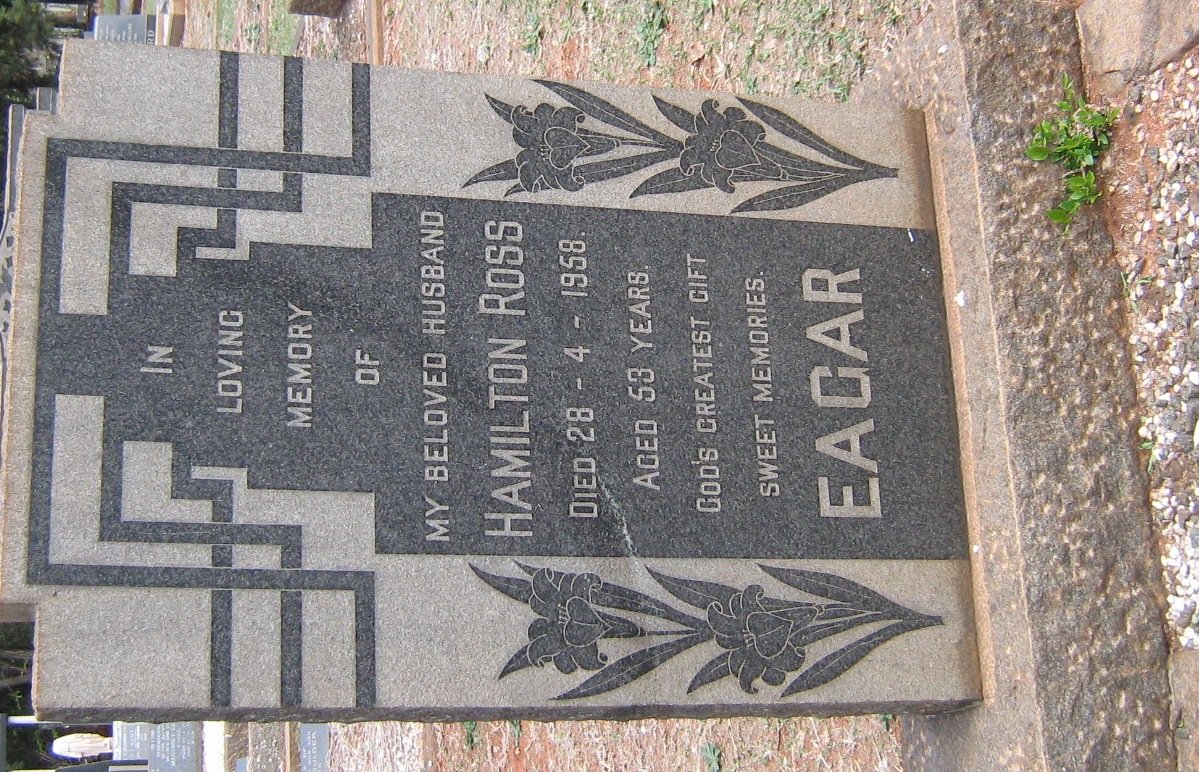 IN
LOVING
MEMORY
OF
MY BELOVED HUSBAND
HAMILTON ROSS
DIED 28 - 4 - 1958.
AGED 53 YEARS.
GOD'S GREATEST GIFT
SWEET MEMORIES.
EAGAR